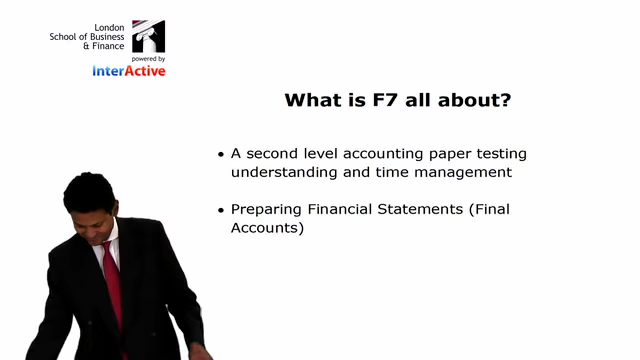 London
School of Business
& Finance
powered by
InterActive
What is F7 all about?
• A second level accounting paper testing
understanding and time management
• Preparing Financial Statements (Final
Accounts)